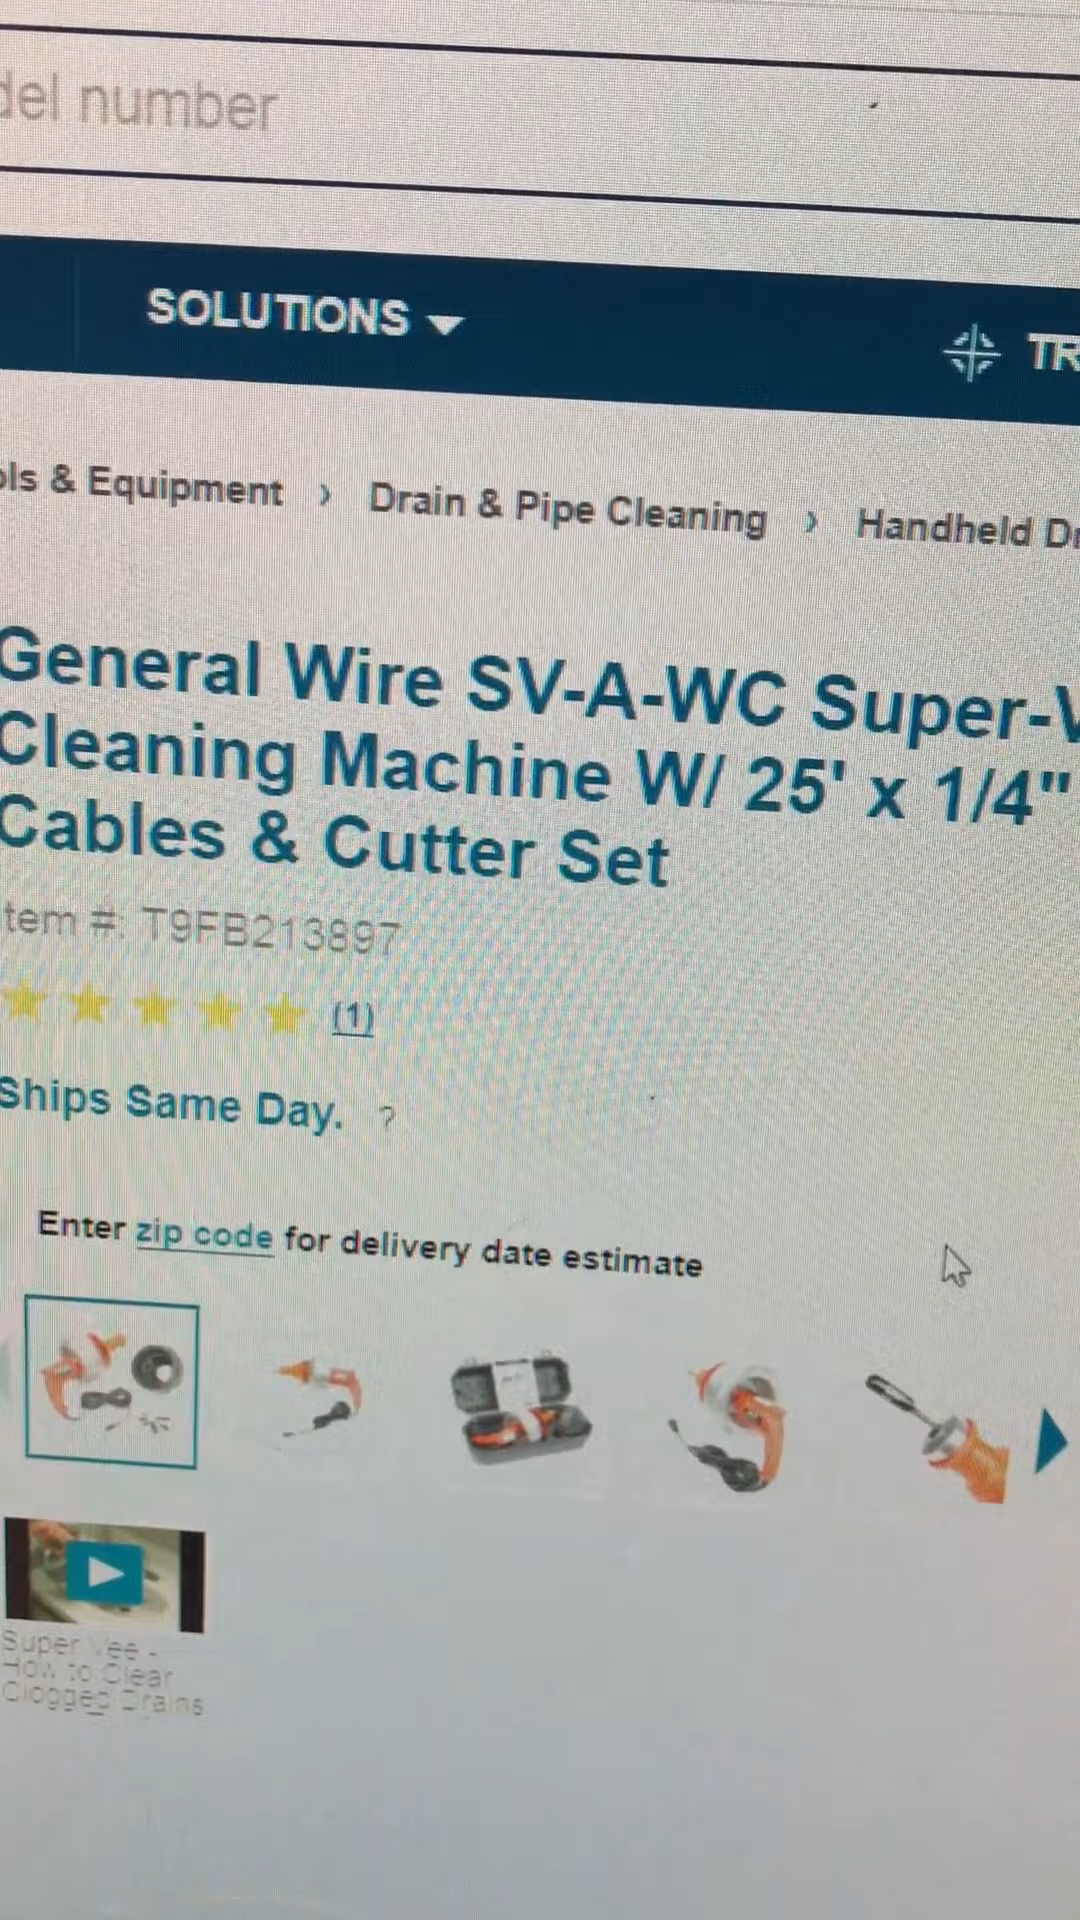 del number
SOLUTIONS
TR
ols & Equipment > Drain & Pipe Cleaning > Handheld Dr
General Wire SV-A-WC Super-V
Cleaning Machine W/ 25' x 1/4"
Cables & Cutter Set
tem #: T9FB213897
(1)
Ships Same Day. ?
Enter zip code for delivery date estimate
Super Vee -
How to Clear
Clogged Drains